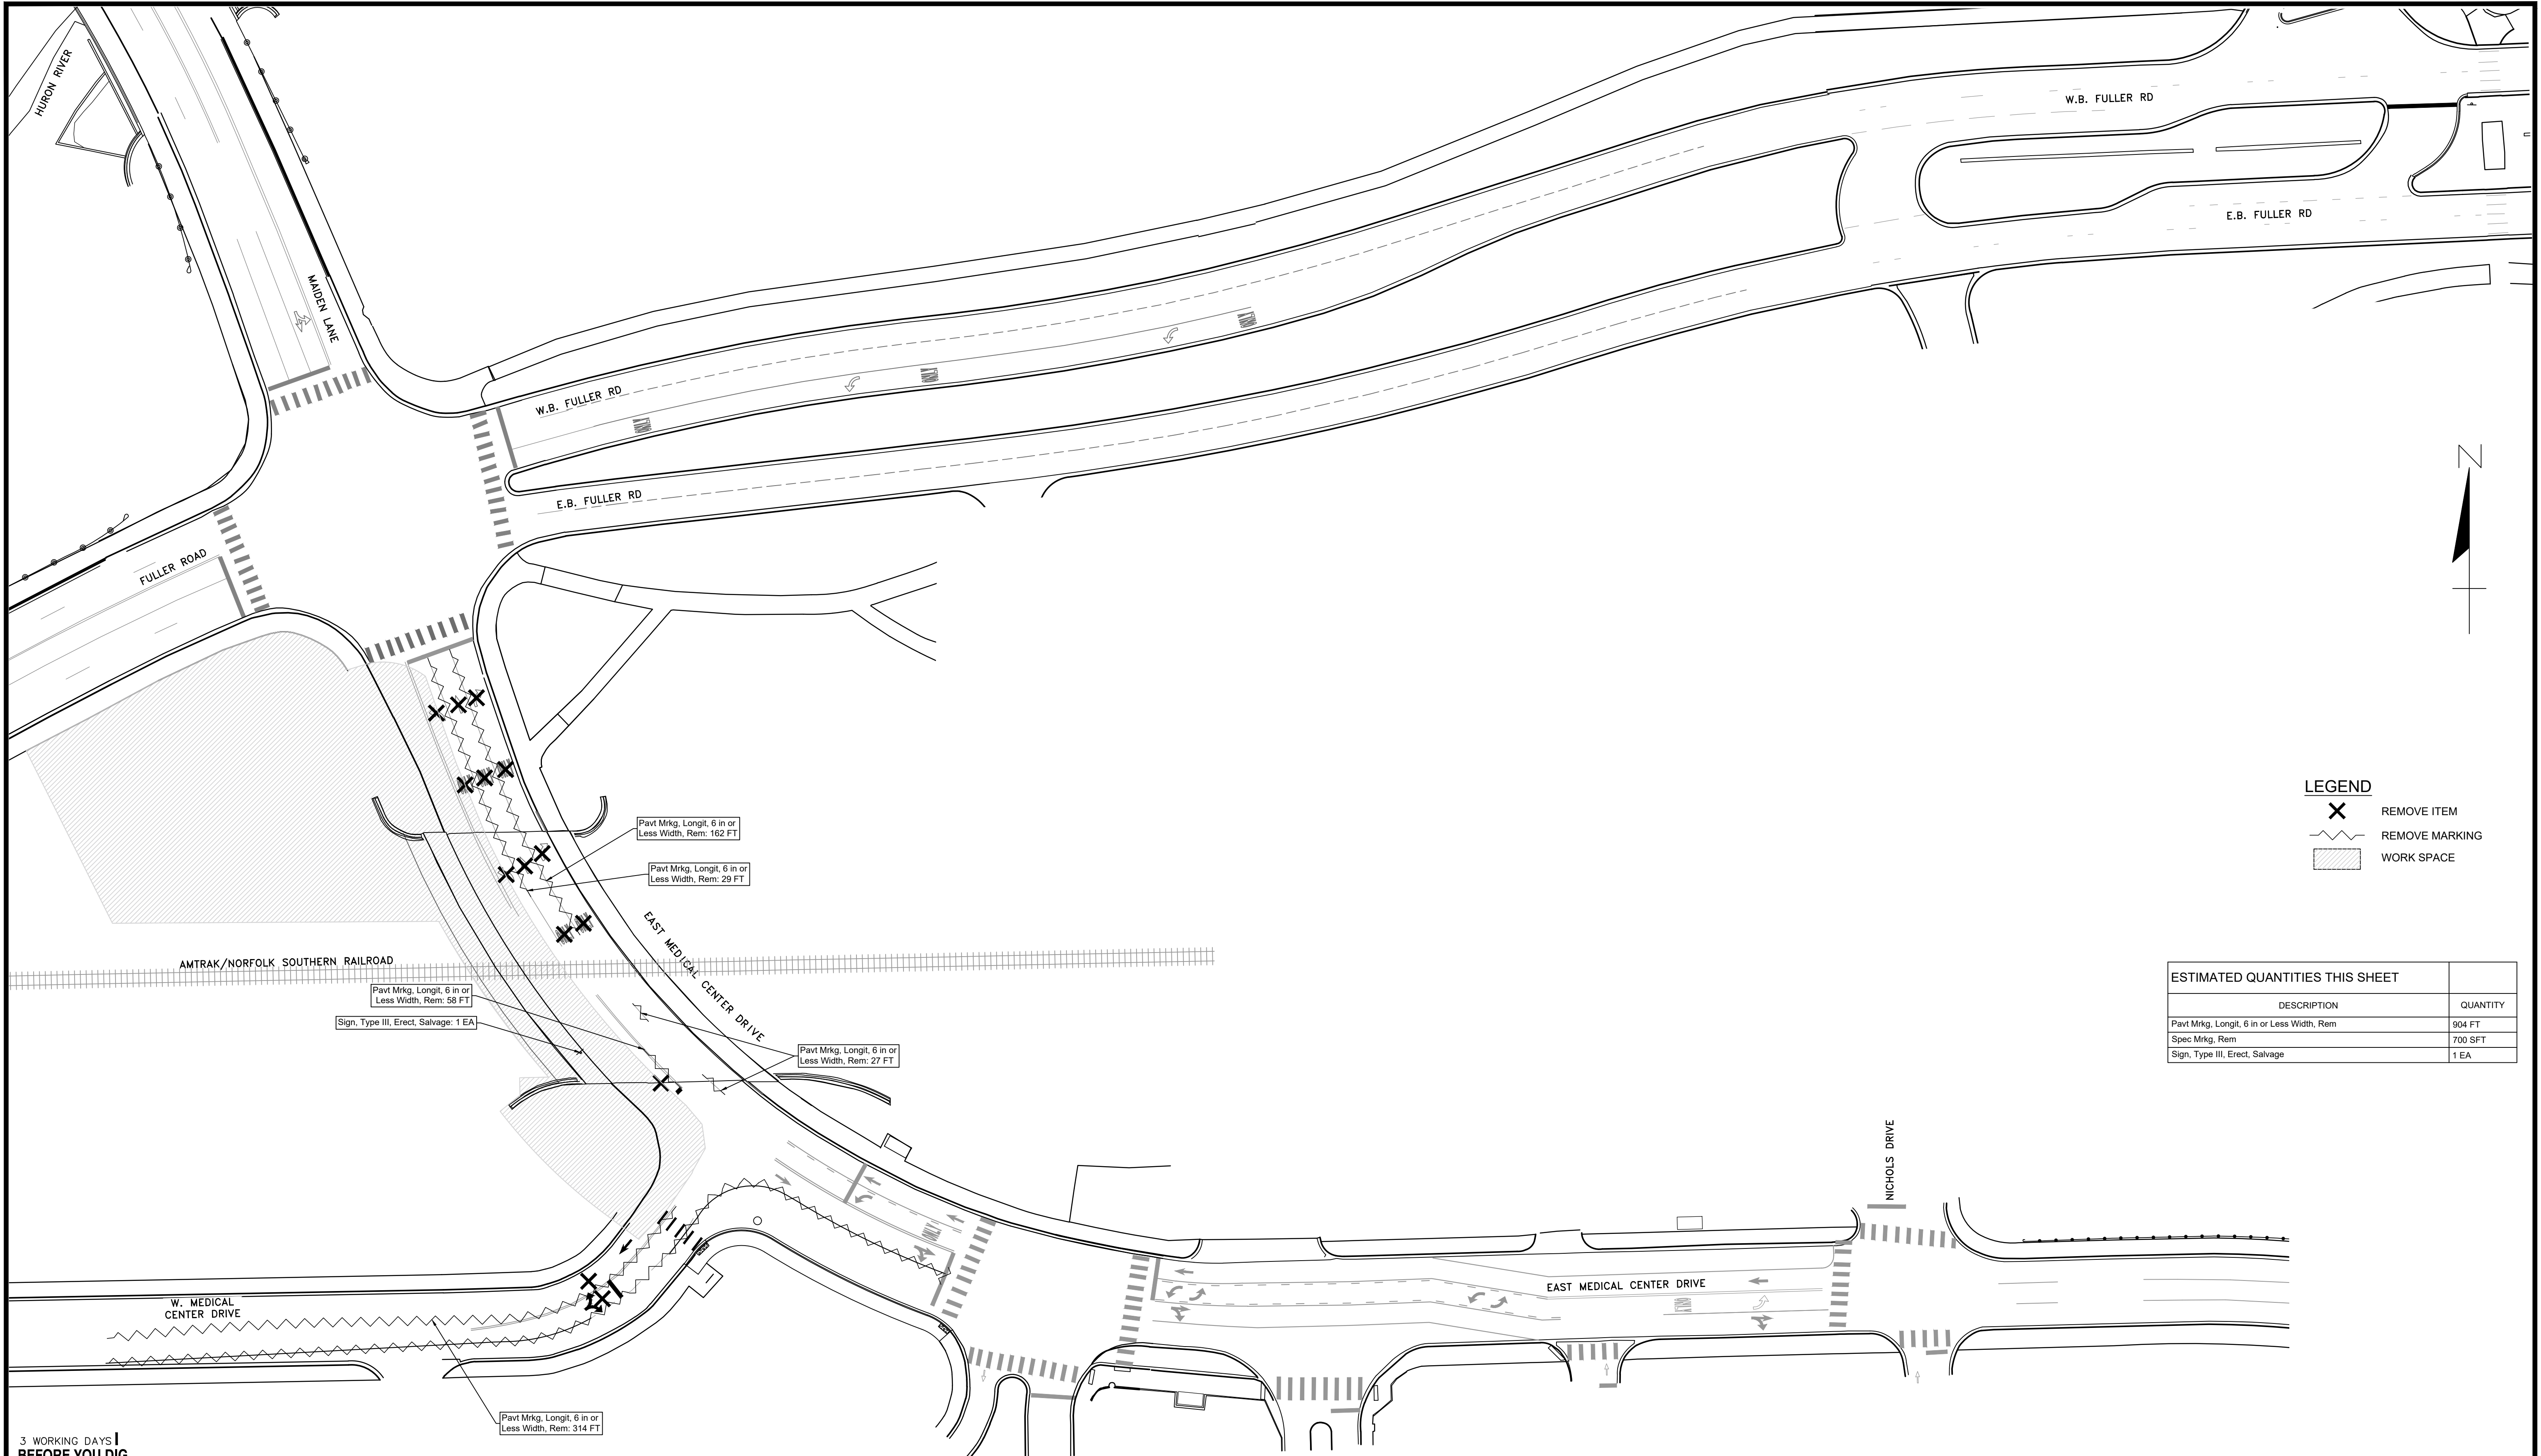 HURON RIVER
MAIDEN LANE
W.B. FULLER RD
E.B. FULLER RD
W.B. FULLER RD
E.B. FULLER RD
FULLER ROAD
N
LEGEND
REMOVE ITEM
REMOVE MARKING
WORK SPACE
Pavt Mrkg, Longit, 6 in or
Less Width, Rem: 162 FT
Pavt Mrkg, Longit, 6 in or
Less Width, Rem: 29 FT
EAST MEDICAL CENTER DRIVE
AMTRAK/NORFOLK SOUTHERN RAILROAD
Pavt Mrkg, Longit, 6 in or
Less Width, Rem: 58 FT
Sign, Type III, Erect, Salvage: 1 EA
Pavt Mrkg, Longit, 6 in or
Less Width, Rem: 27 FT
ESTIMATED QUANTITIES THIS SHEET
DESCRIPTION QUANTITY
Pavt Mrkg, Longit, 6 in or Less Width, Rem 904 FT
Spec Mrkg, Rem 700 SFT
Sign, Type III, Erect, Salvage 1 EA
NICHOLS DRIVE
EAST MEDICAL CENTER DRIVE
W. MEDICAL
CENTER DRIVE
Pavt Mrkg, Longit, 6 in or
Less Width, Rem: 314 FT
3 WORKING DAYS
BEFORE YOU DIG